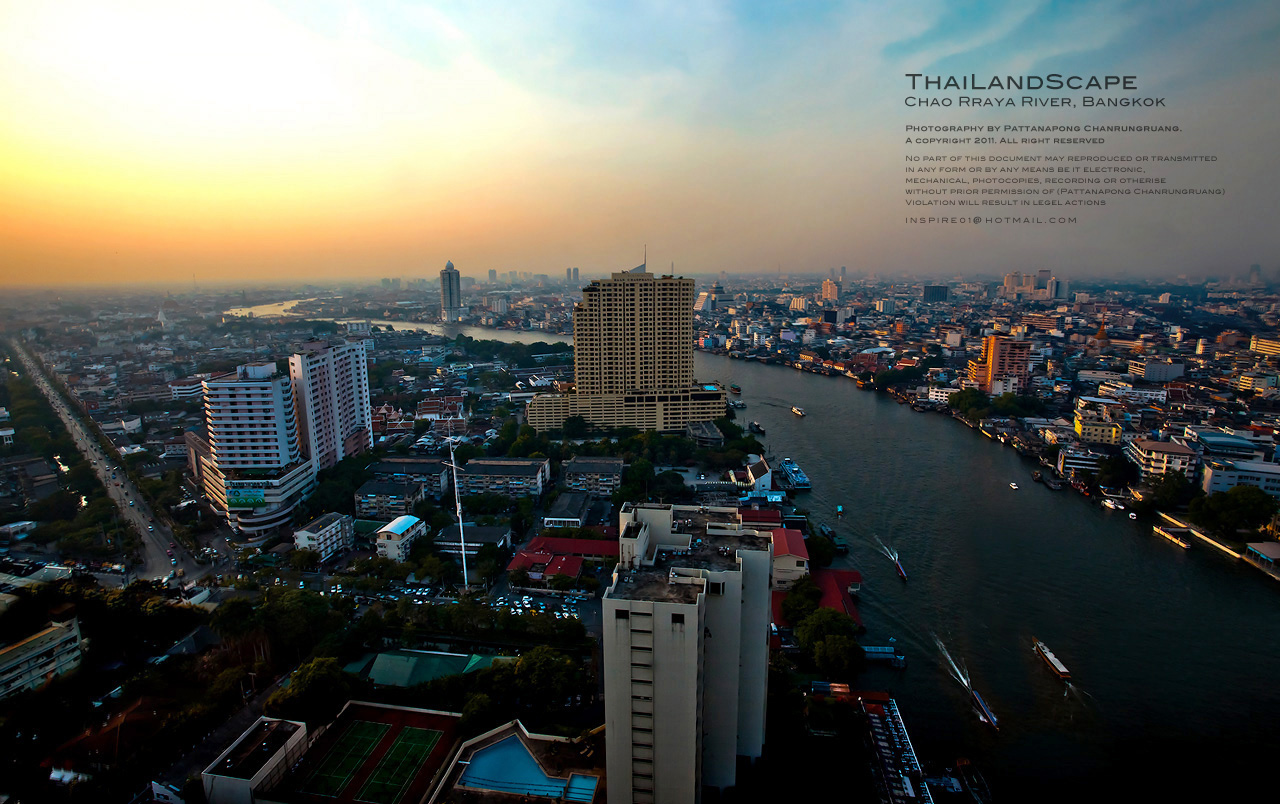 ThaiLandScape
Chao Rraya River, Bangkok
Photography by Pattanapong Chanrungruang.
A copyright 2011. All right reserved
No part of this document may reproduced or transmitted
in any form or by any means be it electronic,
mechanical, photocopies, recording or otherise
without prior permission of (Pattanapong Chanrungruang)
Violation will result in legel actions
inspire01@hotmail.com